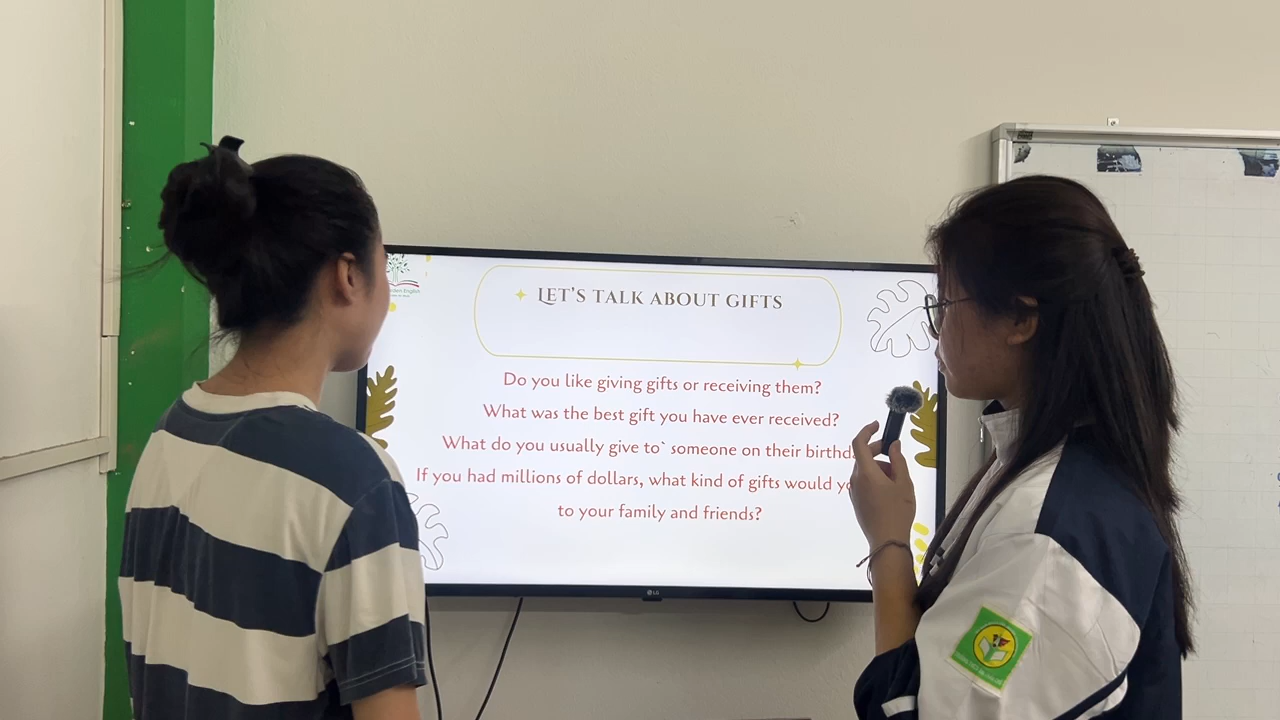 LET'S TALK ABOUT GIFTS
Do you like giving gifts or receiving them?
What was the best gift you have ever received?
What do you usually give to` someone on their
If you had millions of dollars, what kind of gifts would
to your family and friends?
English
LG